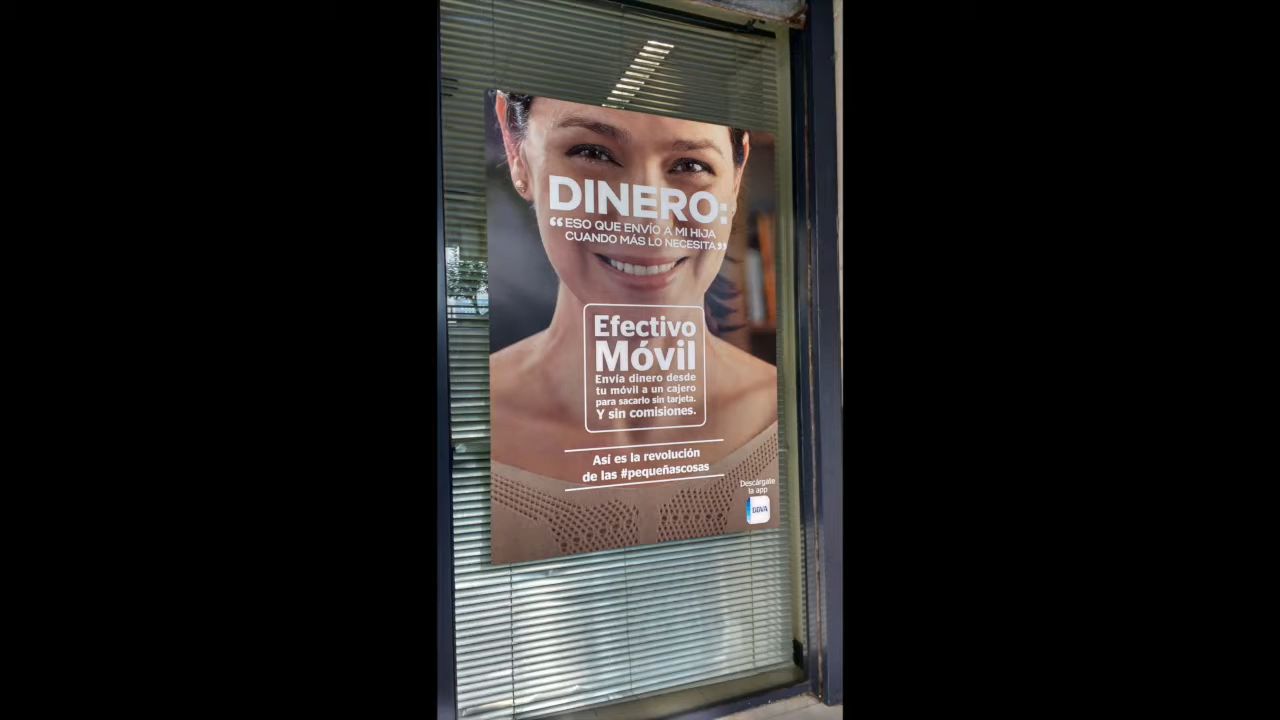 DINERO:
“ESO QUE ENVÍO A MI HIJA
CUANDO MÁS LO NECESITA”
Efectivo
Móvil
Envía dinero desde
tu móvil a un cajero
para sacarlo sin tarjeta.
Y sin comisiones.
Así es la revolución
de las #pequeñascosas
Descárgate
la app
BBVA